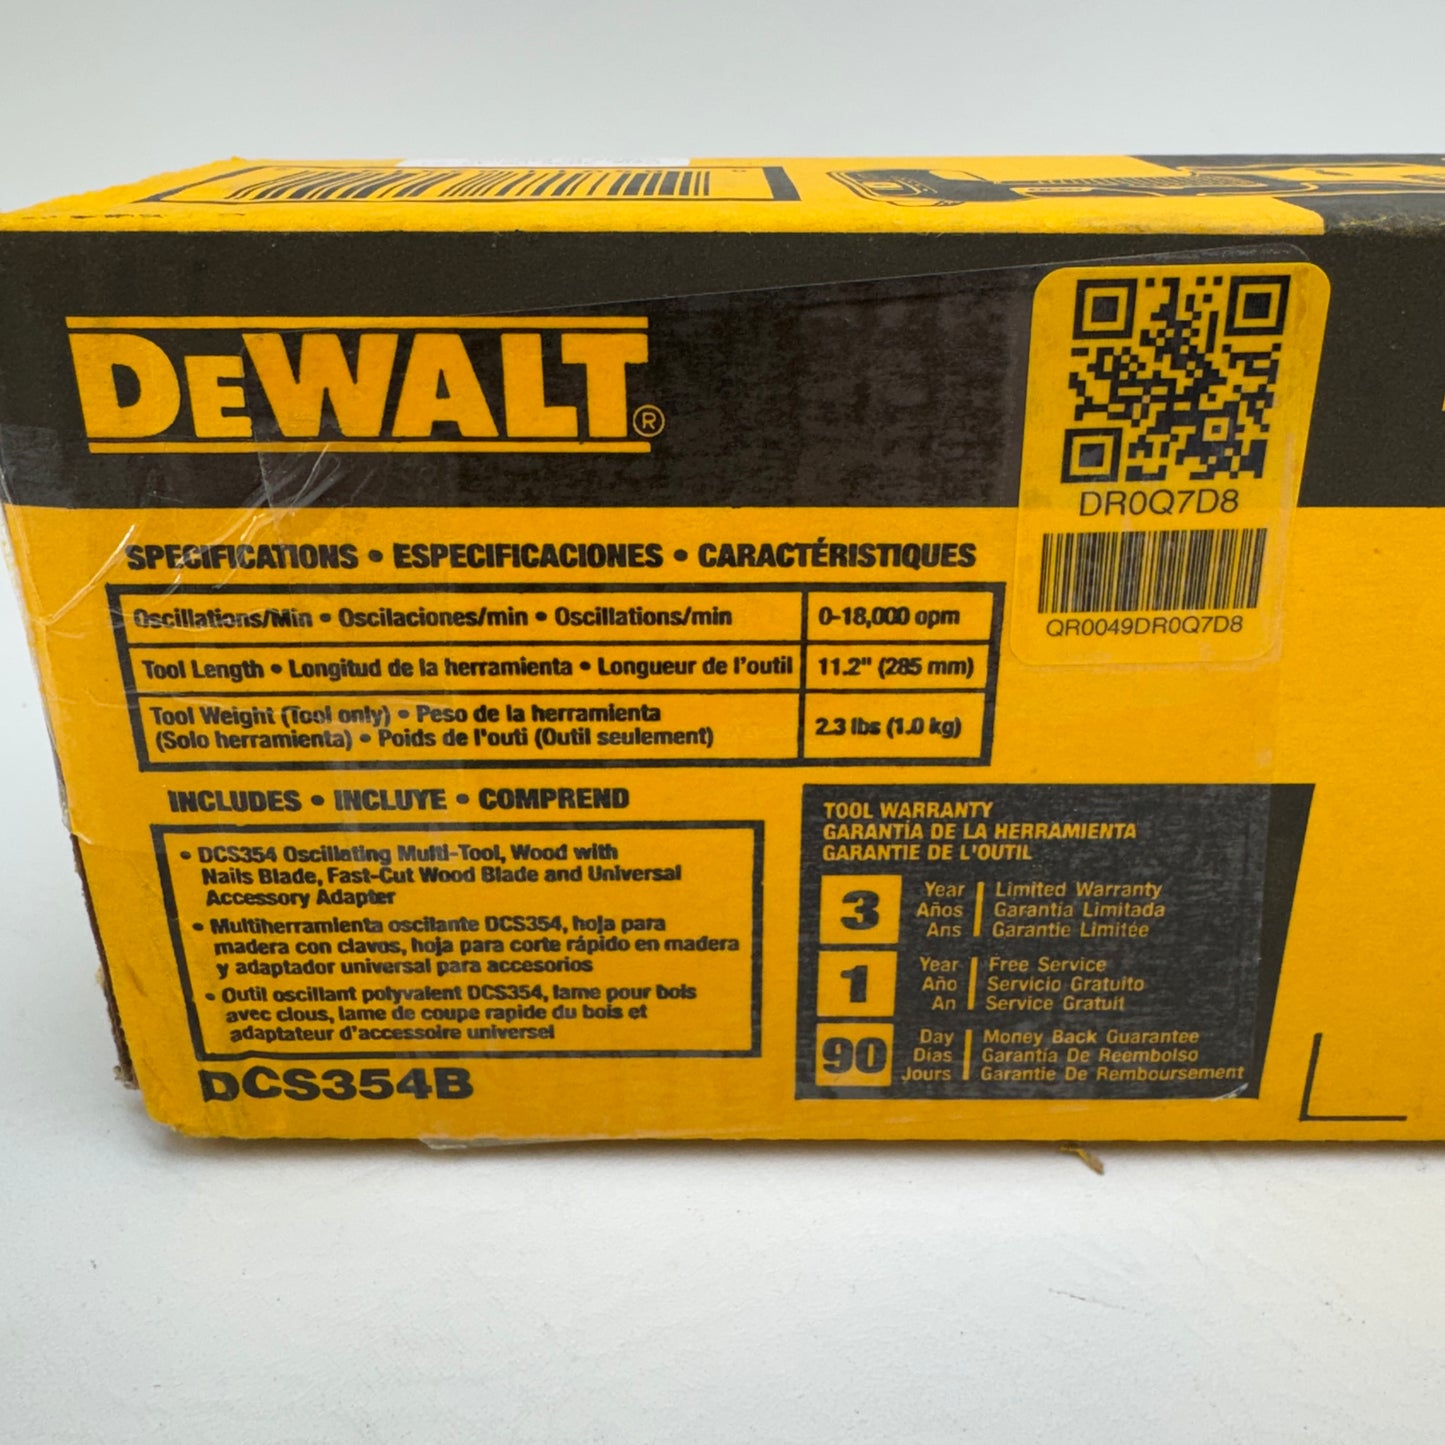 DEWALT®
DR0Q7D8
QR0049DR0Q7D8
SPECIFICATIONS • ESPECIFICACIONES • CARACTÉRISTIQUES
Oscillations/Min • Oscilaciones/min • Oscillations/min 0-18,000 opm
Tool Length • Longitud de la herramienta • Longueur de l'outil 11.2" (285 mm)
Tool Weight (Tool only) • Peso de la herramienta
(Solo herramienta) • Poids de l'outi (Outil seulement) 2.3 lbs (1.0 kg)
INCLUDES • INCLUYE • COMPREND
• DCS354 Oscillating Multi-Tool, Wood with
Nails Blade, Fast-Cut Wood Blade and Universal
Accessory Adapter
• Multiherramienta oscilante DCS354, hoja para
madera con clavos, hoja para corte rápido en madera
y adaptador universal para accesorios
• Outil oscillant polyvalent DCS354, lame pour bois
avec clous, lame de coupe rapide du bois et
adaptateur d'accessoire universel
DCS354B
TOOL WARRANTY
GARANTÍA DE LA HERRAMIENTA
GARANTIE DE L'OUTIL
3
Year | Limited Warranty
Años | Garantía Limitada
Ans | Garantie Limitée
1
Year | Free Service
Año | Servicio Gratuito
An | Service Gratuit
90
Day | Money Back Guarantee
Días | Garantía De Reembolso
Jours | Garantie De Remboursement